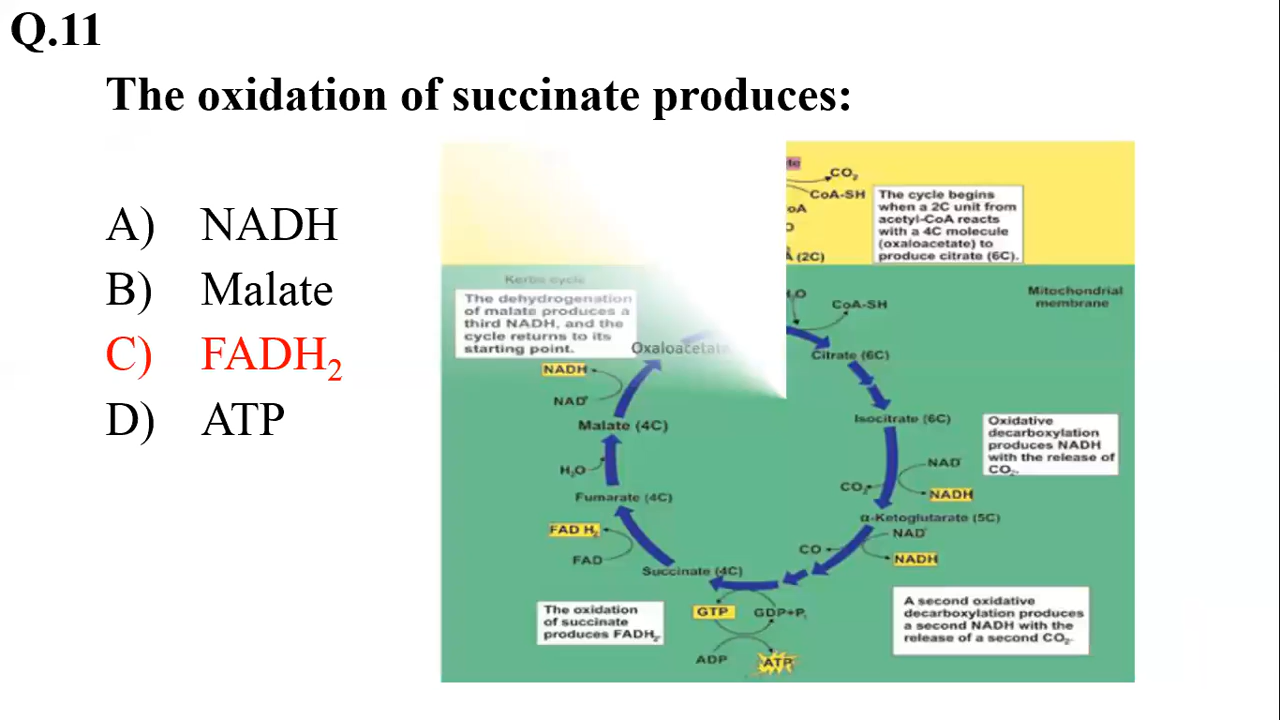 Q.11
The oxidation of succinate produces:
A) NADH
B) Malate
C) FADH₂
D) ATP
CO₂
CoA-SH
oA
(2C)
The cycle begins
when a 2C unit from
acetyl-CoA reacts
with a 4C molecule
(oxaloacetate) to
produce citrate (6C).
Kerbs cycle
Mitochondrial
membrane
The dehydrogenation
of malate produces a
third NADH, and the
cycle returns to its
starting point.
CoA-SH
Oxaloacetate
Citrate (6C)
NADH
NAD⁺
Malate (4C)
Isocitrate (6C)
Oxidative
decarboxylation
produces NADH
with the release of
CO₂.
H₂O
NAD⁺
CO₂
NADH
Fumarate (4C)
α-Ketoglutarate (5C)
FAD H₂
NAD⁺
CO
FAD
NADH
Succinate (4C)
The oxidation
of succinate
produces FADH₂.
GTP
GDP+Pᵢ
A second oxidative
decarboxylation produces
a second NADH with the
release of a second CO₂.
ADP
ATP